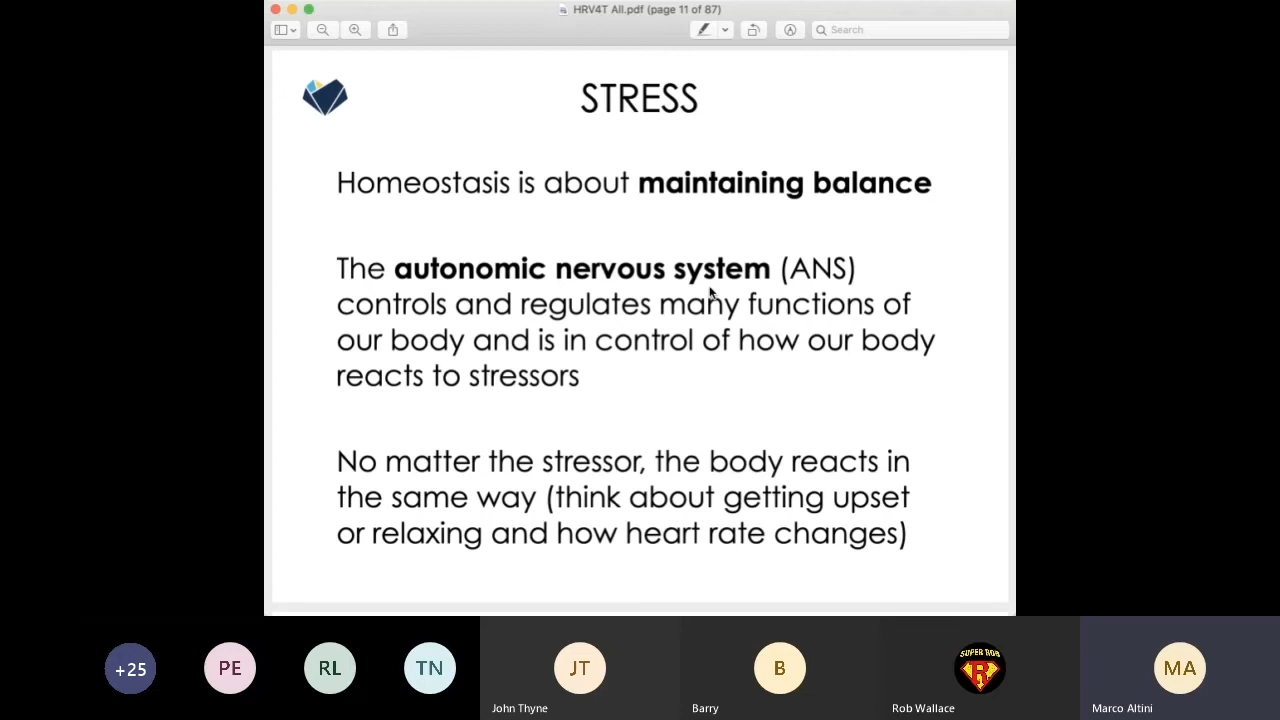 HRV4T All.pdf (page 11 of 87)
Search
STRESS
Homeostasis is about maintaining balance
The autonomic nervous system (ANS)
controls and regulates many functions of
our body and is in control of how our body
reacts to stressors
No matter the stressor, the body reacts in
the same way (think about getting upset
or relaxing and how heart rate changes)
+25
PE
RL
TN
JT
B
SUPER ROB
R
MA
John Thyne
Barry
Rob Wallace
Marco Altini